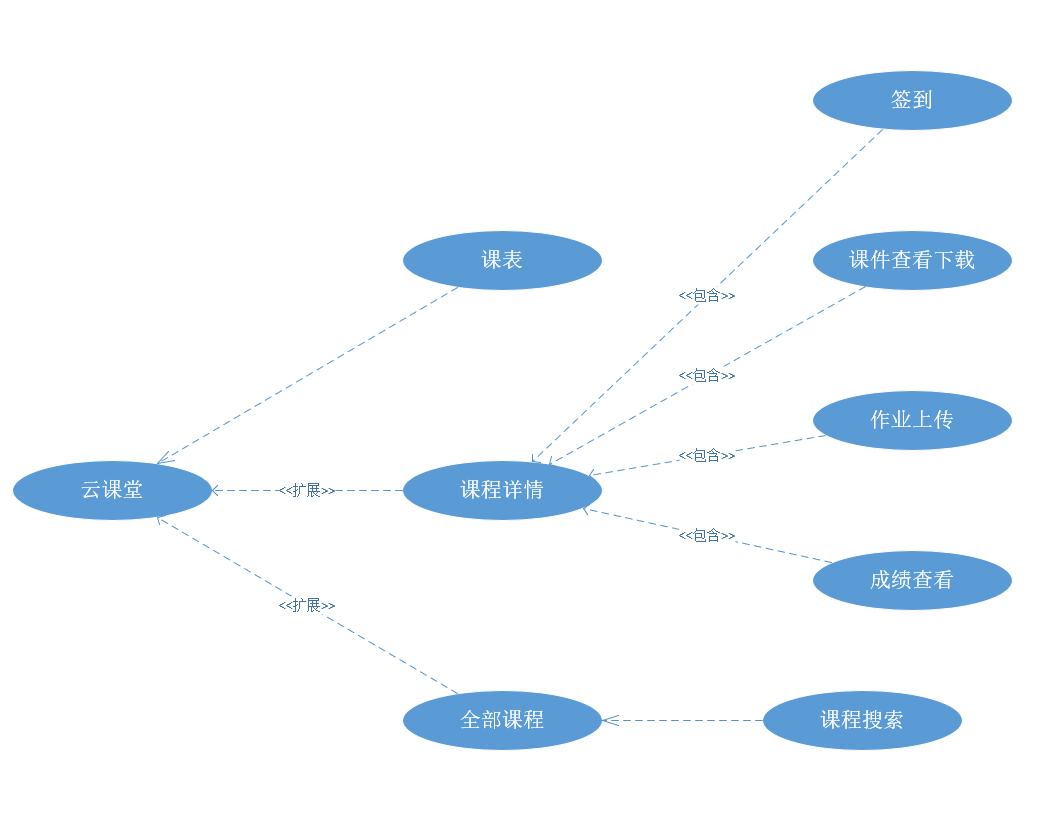 签到
课表
课件查看下载
<<包含>>
<<包含>>
作业上传
<<包含>>
云课堂
<<扩展>>
课程详情
<<包含>>
成绩查看
<<扩展>>
全部课程
课程搜索